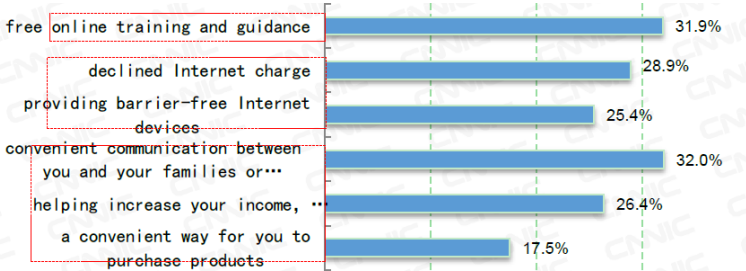 free online training and guidance 31.9%
declined Internet charge 28.9%
providing barrier-free Internet
devices 25.4%
convenient communication between
you and your families or… 32.0%
helping increase your income, … 26.4%
a convenient way for you to
purchase products 17.5%
CNNIC